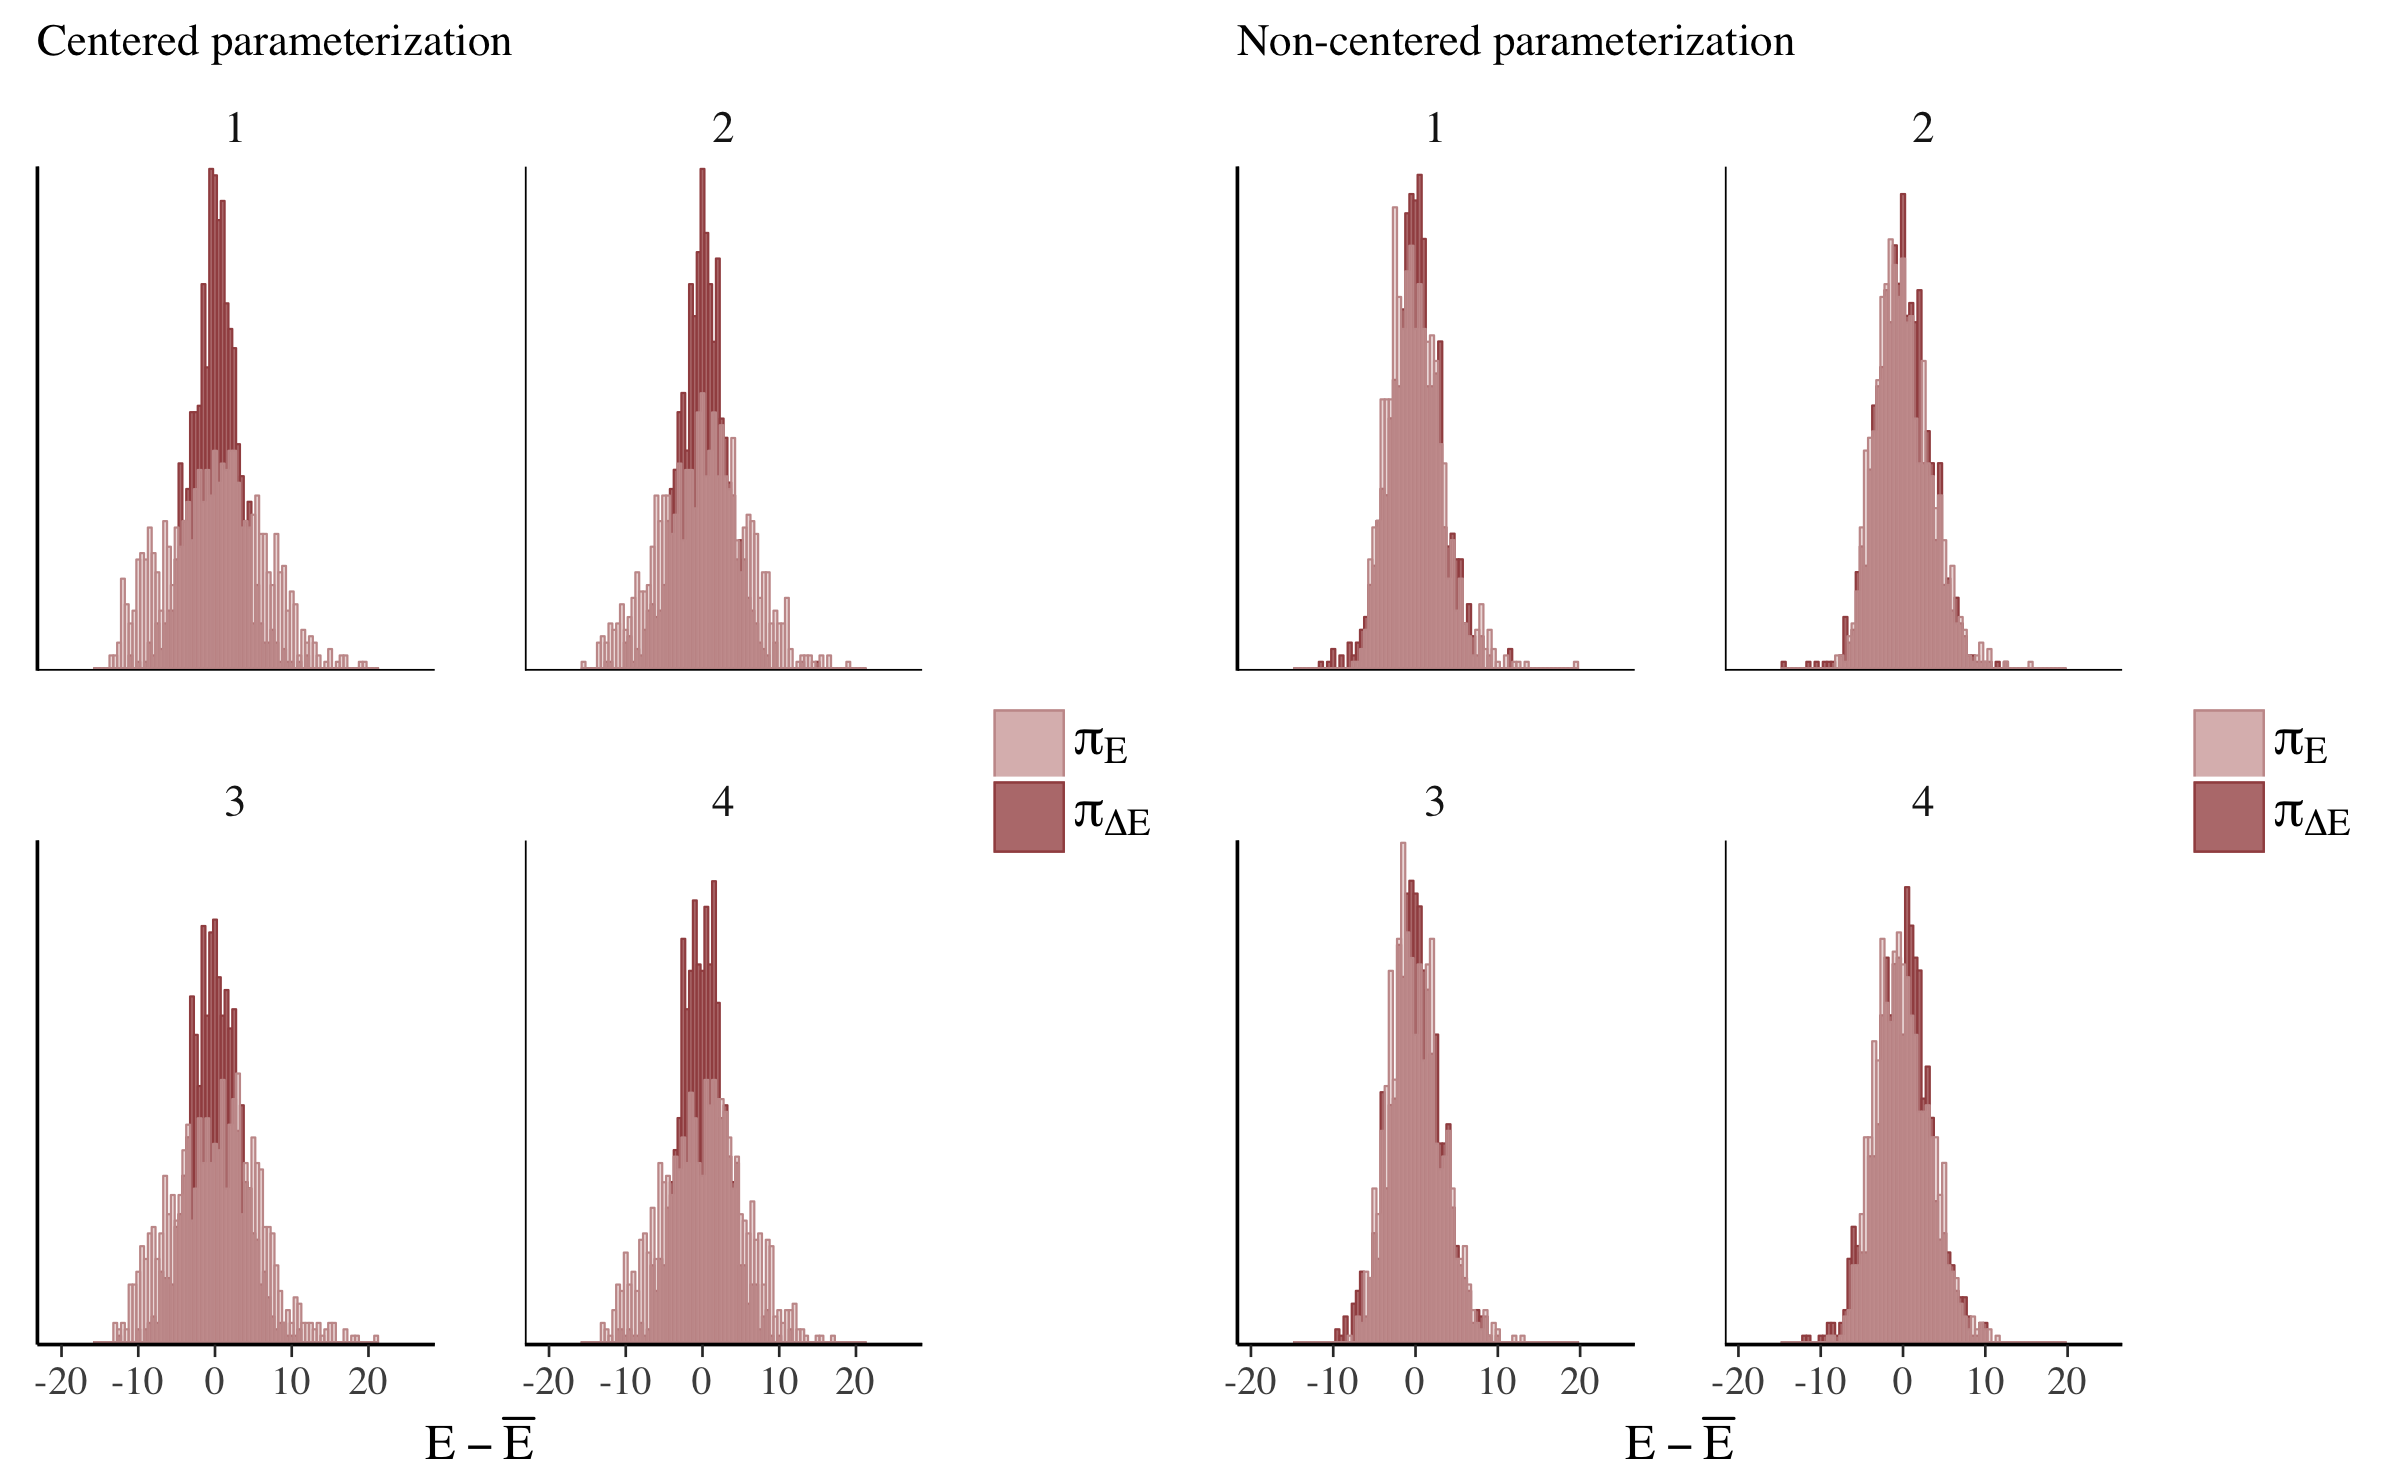 Centered parameterization
1 2
πE
πΔE
3 4
-20 -10 0 10 20 -20 -10 0 10 20
E − E̅
Non-centered parameterization
1 2
πE
πΔE
3 4
-20 -10 0 10 20 -20 -10 0 10 20
E − E̅